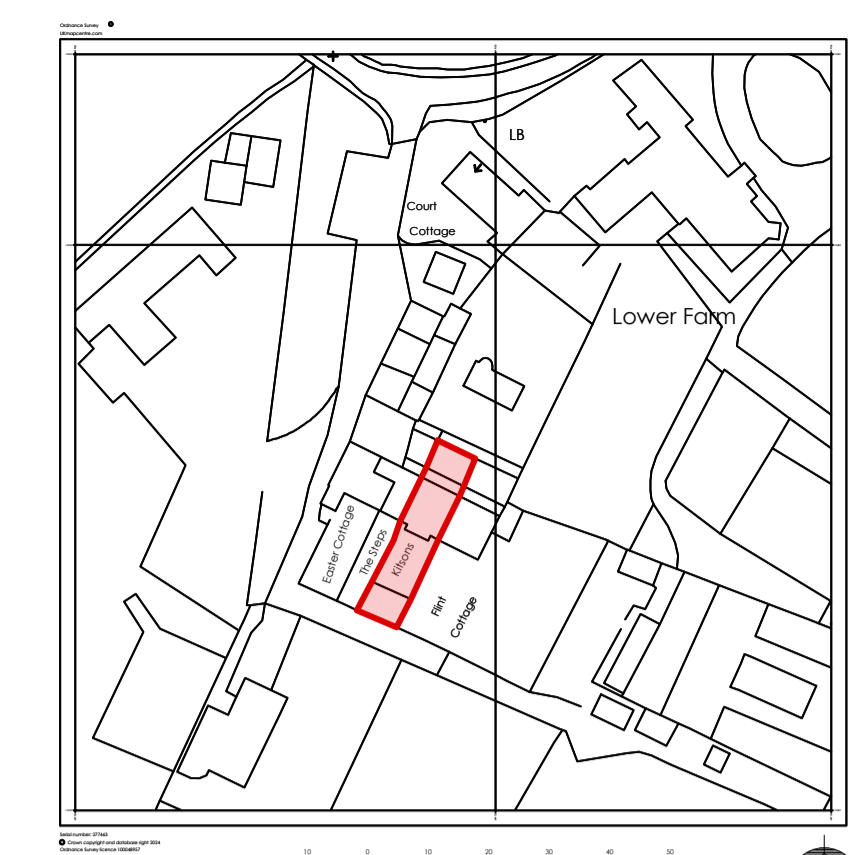 Ordnance Survey
UKmapcentre.com
LB
Court
Cottage
Lower Farm
Easter Cottage
The Steps
Kitsons
Flint
Cottage
Serial number: 277463
Crown copyright and database right 2024
Ordnance Survey licence 100048957
10 0 10 20 30 40 50